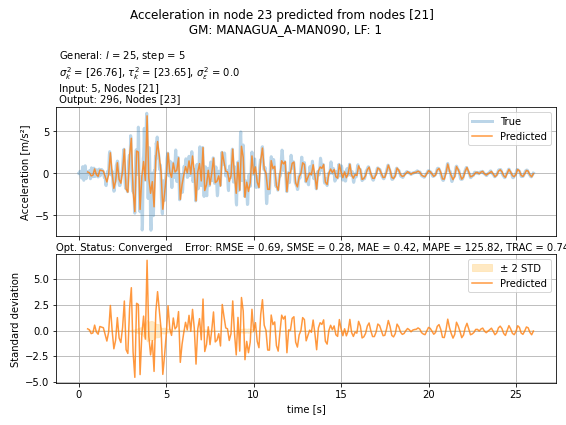 Acceleration in node 23 predicted from nodes [21]
GM: MANAGUA_A-MAN090, LF: 1
General: l = 25, step = 5
σ²ₖ = [26.76], τ²ₖ = [23.65], σ²ε = 0.0
Input: 5, Nodes [21]
Output: 296, Nodes [23]
Acceleration [m/s²]
5
0
−5
True
Predicted
Opt. Status: Converged Error: RMSE = 0.69, SMSE = 0.28, MAE = 0.42, MAPE = 125.82, TRAC = 0.74
Standard deviation
5.0
2.5
0.0
−2.5
−5.0
± 2 STD
Predicted
0 5 10 15 20 25
time [s]